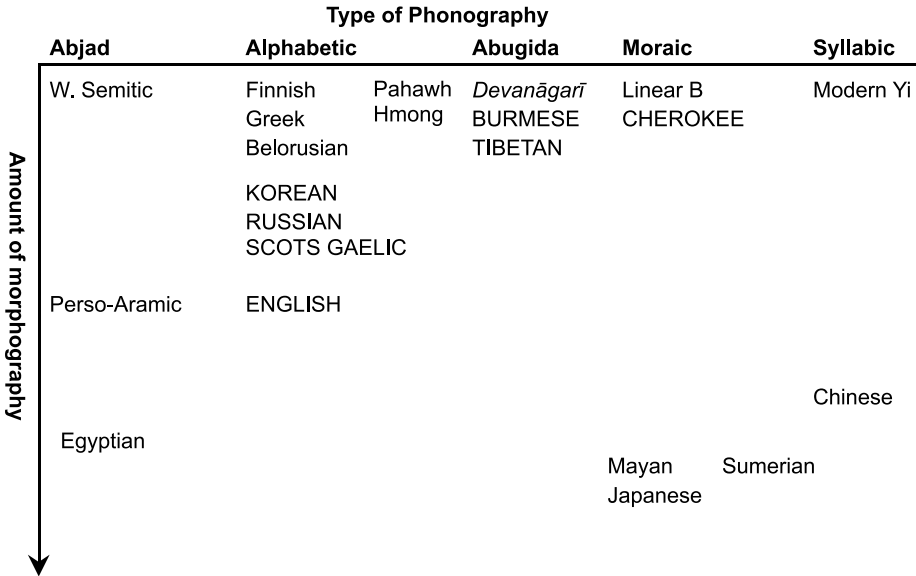 Type of Phonography
Abjad Alphabetic Abugida Moraic Syllabic
Amount of morphography
W. Semitic Finnish Pahawh Devanāgarī Linear B Modern Yi
Greek Hmong BURMESE CHEROKEE
Belorusian TIBETAN
KOREAN
RUSSIAN
SCOTS GAELIC
Perso-Aramic ENGLISH
Chinese
Egyptian
Mayan Sumerian
Japanese